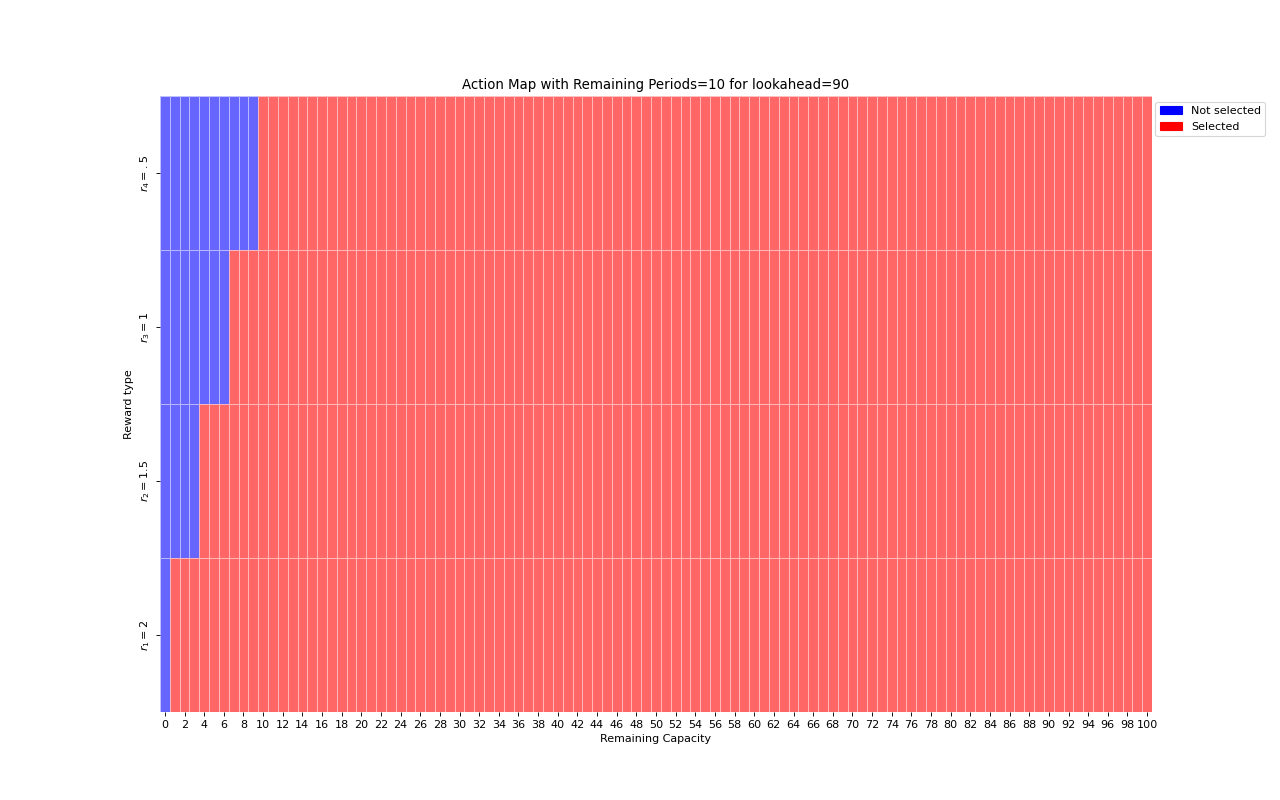 Action Map with Remaining Periods=10 for lookahead=90
Not selected
Selected
r₄ = .5
r₃ = 1
r₂ = 1.5
r₁ = 2
Reward type
0 2 4 6 8 10 12 14 16 18 20 22 24 26 28 30 32 34 36 38 40 42 44 46 48 50 52 54 56 58 60 62 64 66 68 70 72 74 76 78 80 82 84 86 88 90 92 94 96 98 100
Remaining Capacity